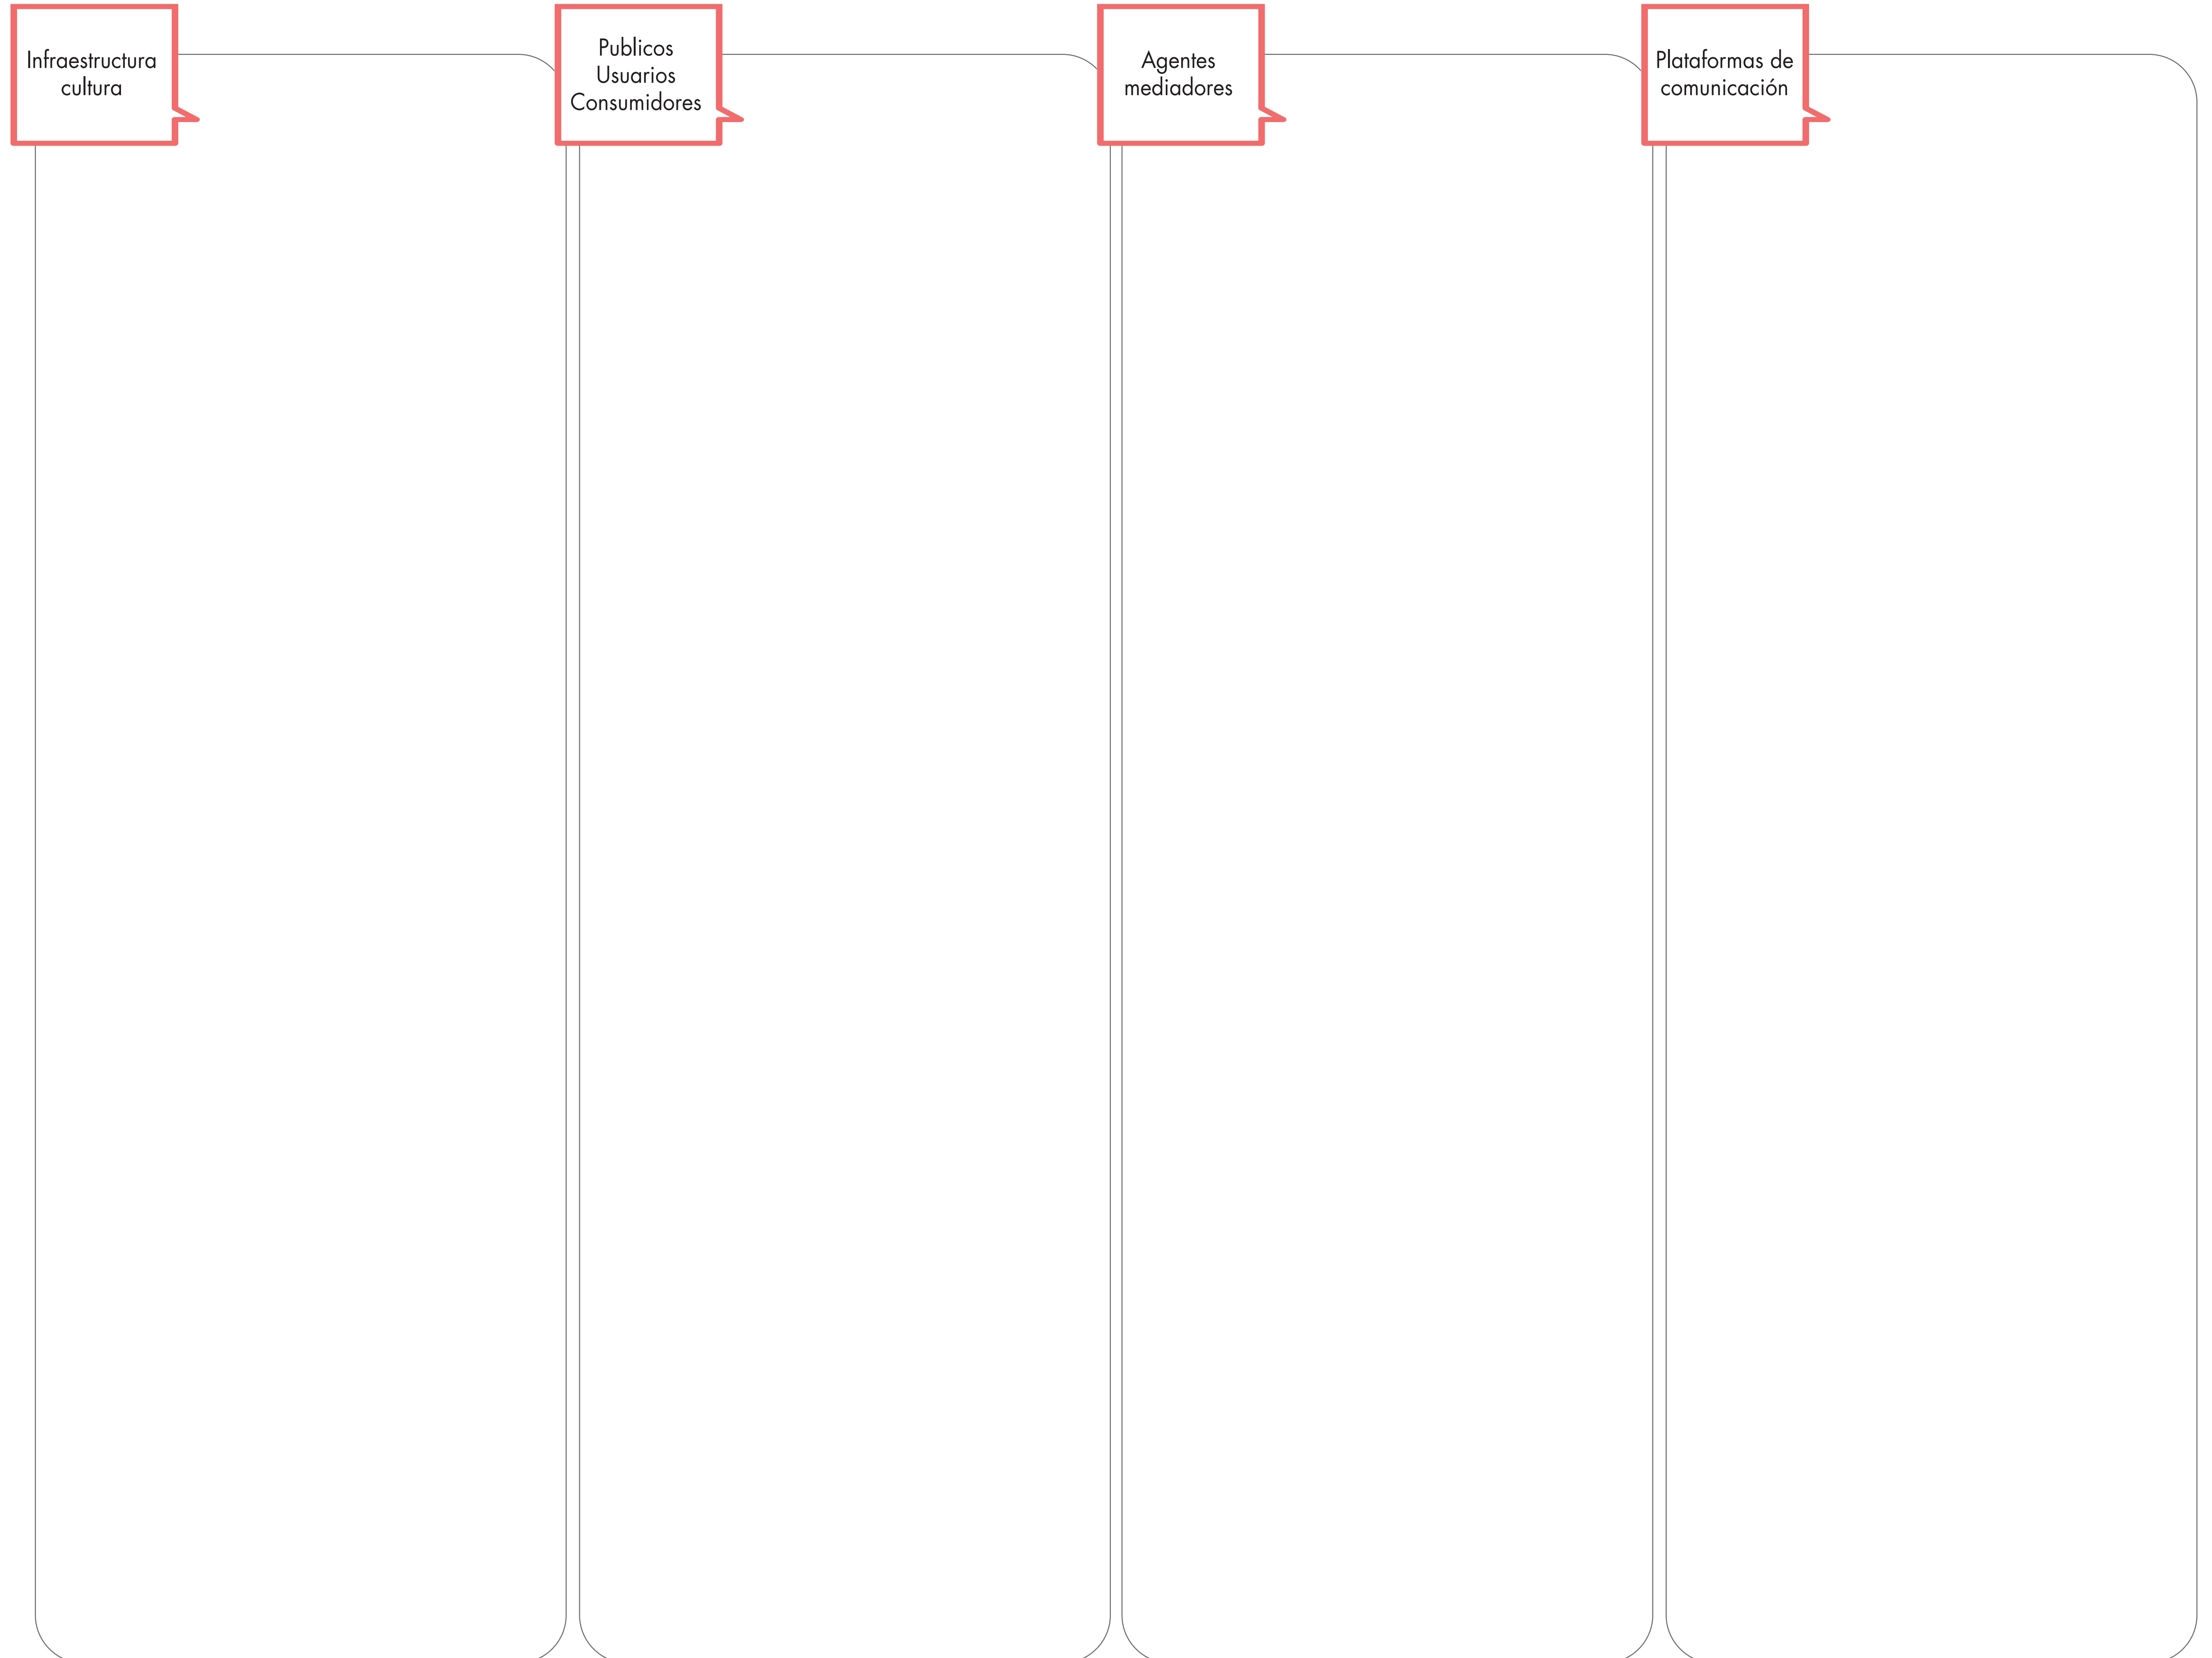 Infraestructura
cultura
Publicos
Usuarios
Consumidores
Agentes
mediadores
Plataformas de
comunicación